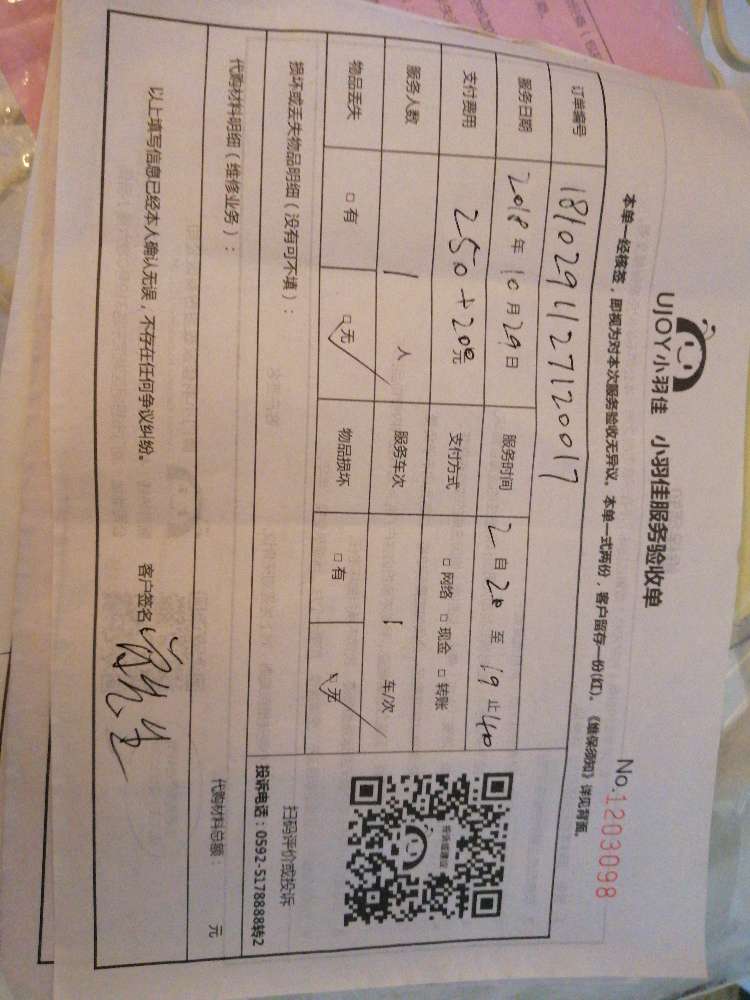 UJOY小羽佳 小羽佳服务验收单
No.1203098
本单一经核签，即视为对本次服务验收无异议。本单一式两份，客户留存一份(红)。《维保须知》详见背面。
订单编号 1810291127120017
服务日期 2018年10月29日 服务时间 2自20至19止40
支付费用 250+20元 支付方式 □网络 □现金 □转账
服务人数 1人 服务车次 1车/次
物品丢失 □有 □无 物品损坏 □有 □无
损坏或丢失物品明细（没有可不填）：
扫码评价或投诉
投诉电话：0592-5178888转2
代购材料明细（维修业务）：
代购材料总额： 元
以上填写信息已经本人确认无误，不存在任何争议纠纷。 客户签名